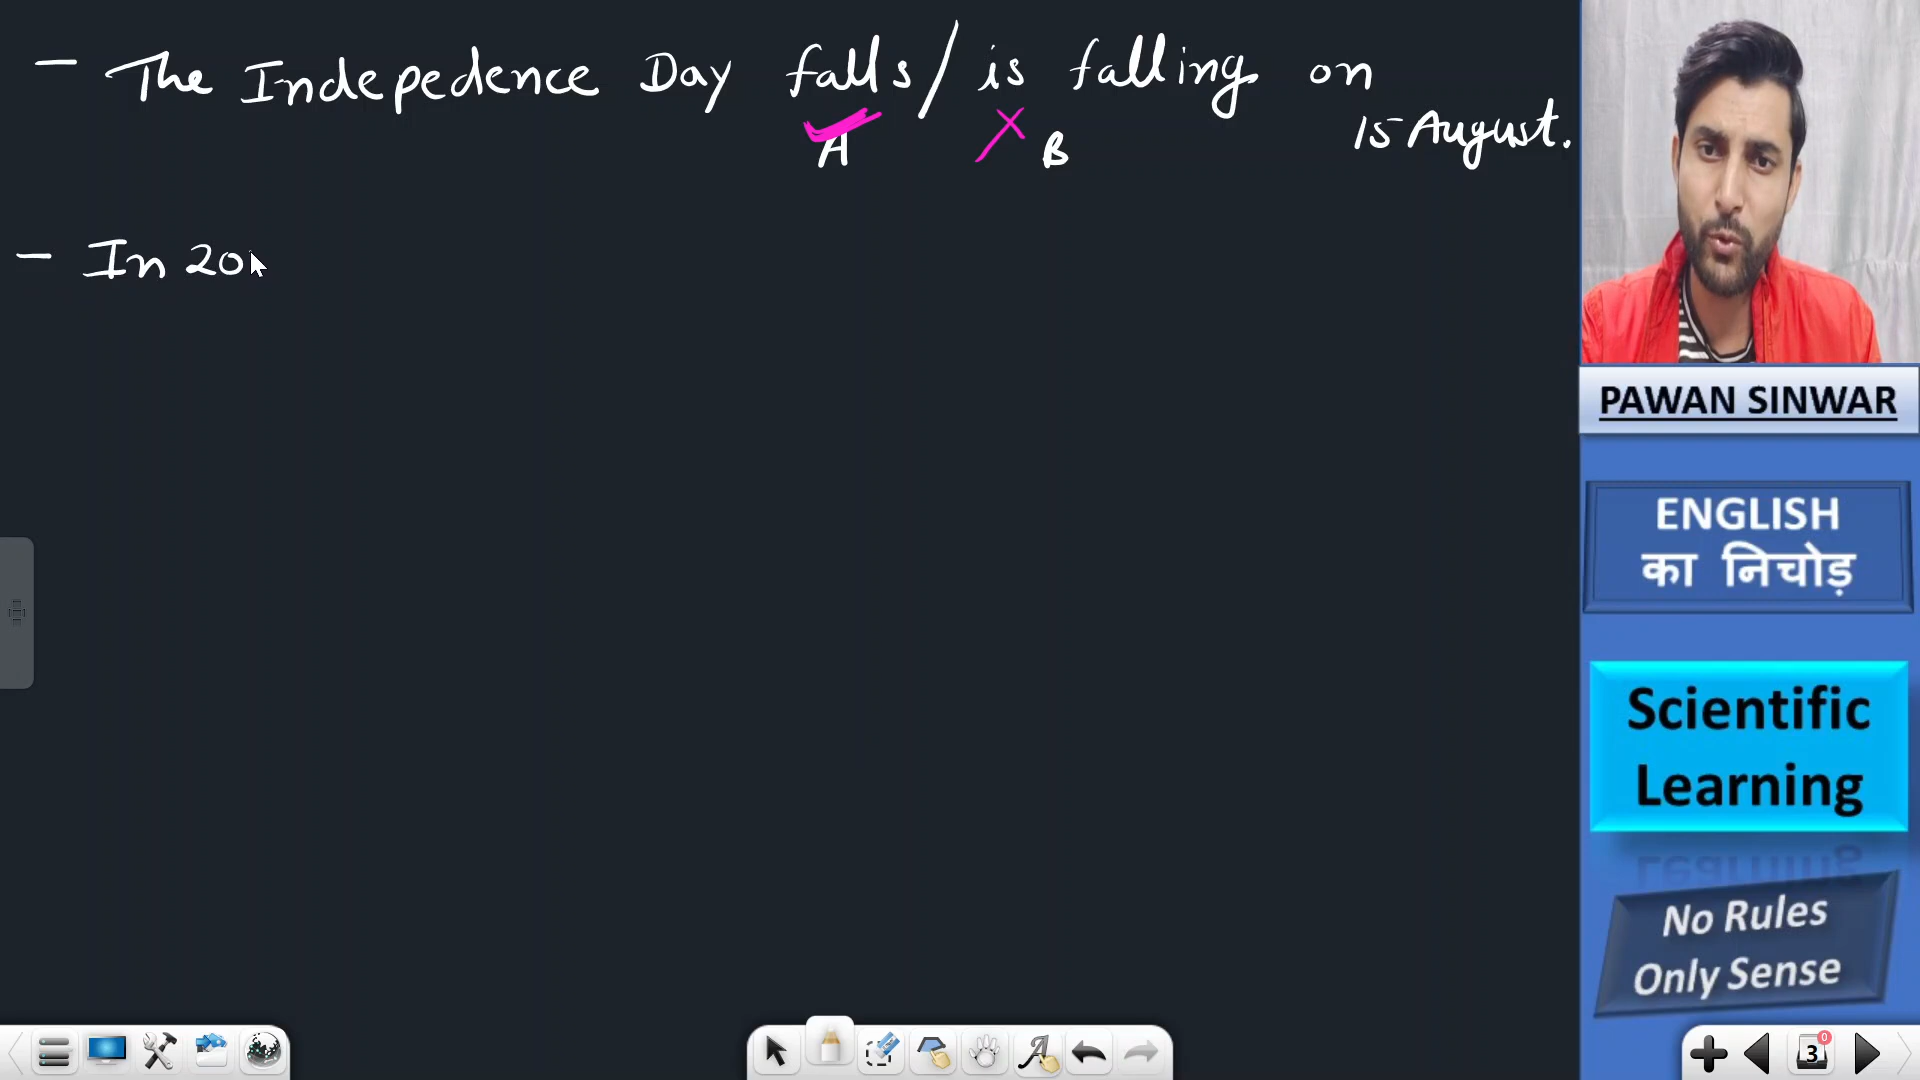 - The Indepedence Day falls / is falling on
15 August.
A B
- In 20
PAWAN SINWAR
ENGLISH
का निचोड़
Scientific
Learning
No Rules
Only Sense
3
0